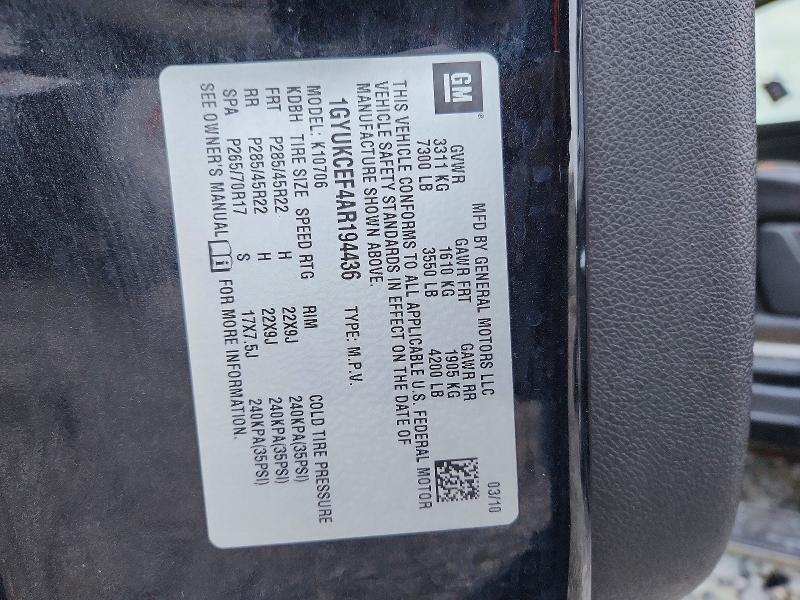 GM ®
MFD BY GENERAL MOTORS LLC 03/10
GVWR GAWR FRT GAWR RR
3311 KG 1610 KG 1905 KG
7300 LB 3550 LB 4200 LB
THIS VEHICLE CONFORMS TO ALL APPLICABLE U.S. FEDERAL MOTOR
VEHICLE SAFETY STANDARDS IN EFFECT ON THE DATE OF
MANUFACTURE SHOWN ABOVE.
1GYUKCEF4AR194436 TYPE: M.P.V.
MODEL: K10706
KDBH TIRE SIZE SPEED RTG RIM COLD TIRE PRESSURE
FRT P285/45R22 H 22X9J 240KPA(35PSI)
RR P285/45R22 H 22X9J 240KPA(35PSI)
SPA P265/70R17 S 17X7.5J 240KPA(35PSI)
SEE OWNER'S MANUAL i FOR MORE INFORMATION.